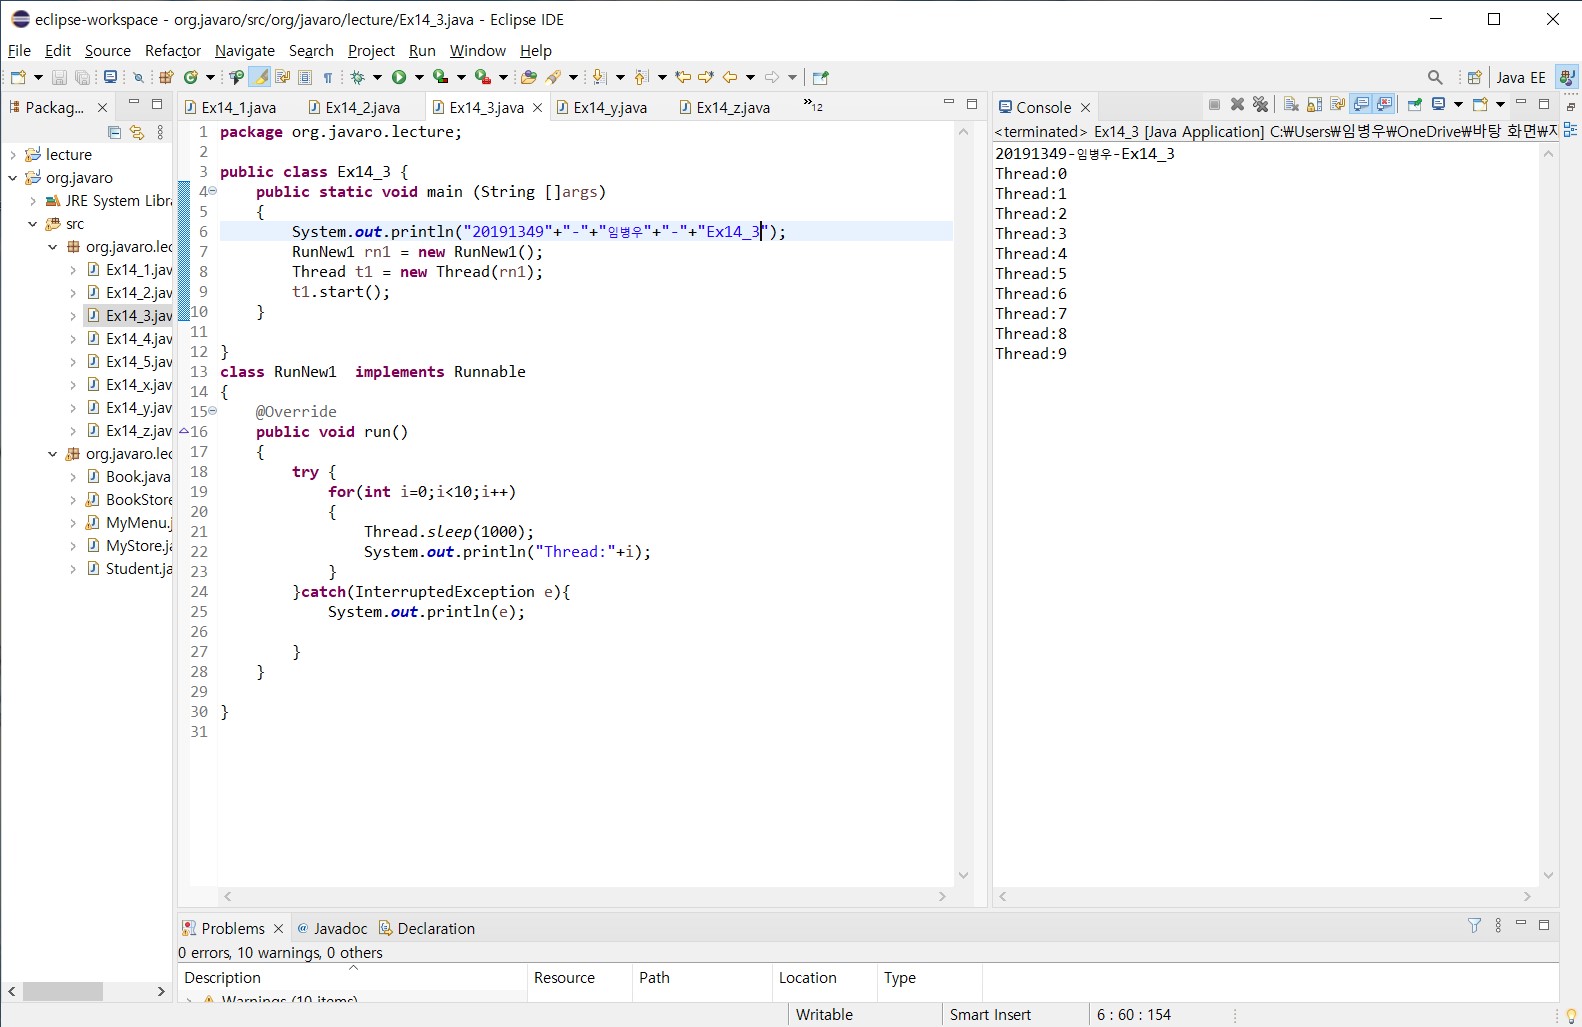 eclipse-workspace - org.javaro/src/org/javaro/lecture/Ex14_3.java - Eclipse IDE
File Edit Source Refactor Navigate Search Project Run Window Help
Java EE
Packag...
lecture
org.javaro
JRE System Libra
src
org.javaro.lec
Ex14_1.jav
Ex14_2.jav
Ex14_3.jav
Ex14_4.jav
Ex14_5.jav
Ex14_x.jav
Ex14_y.jav
Ex14_z.jav
org.javaro.lec
Book.java
BookStore
MyMenu.j
MyStore.ja
Student.ja
Ex14_1.java Ex14_2.java Ex14_3.java Ex14_y.java Ex14_z.java »12
1 package org.javaro.lecture;
2
3 public class Ex14_3 {
4 public static void main (String []args)
5 {
6 System.out.println("20191349"+"-"+"임병우"+"-"+"Ex14_3");
7 RunNew1 rn1 = new RunNew1();
8 Thread t1 = new Thread(rn1);
9 t1.start();
10 }
11
12 }
13 class RunNew1  implements Runnable
14 {
15 @Override
16 public void run()
17 {
18 try {
19 for(int i=0;i<10;i++)
20 {
21 Thread.sleep(1000);
22 System.out.println("Thread:"+i);
23 }
24 }catch(InterruptedException e){
25 System.out.println(e);
26
27 }
28 }
29
30 }
31
Console
<terminated> Ex14_3 [Java Application] C:₩Users₩임병우₩OneDrive₩바탕 화면₩
20191349-임병우-Ex14_3
Thread:0
Thread:1
Thread:2
Thread:3
Thread:4
Thread:5
Thread:6
Thread:7
Thread:8
Thread:9
Problems @ Javadoc Declaration
0 errors, 10 warnings, 0 others
Description Resource Path Location Type
Warnings (10 items)
Writable Smart Insert 6 : 60 : 154